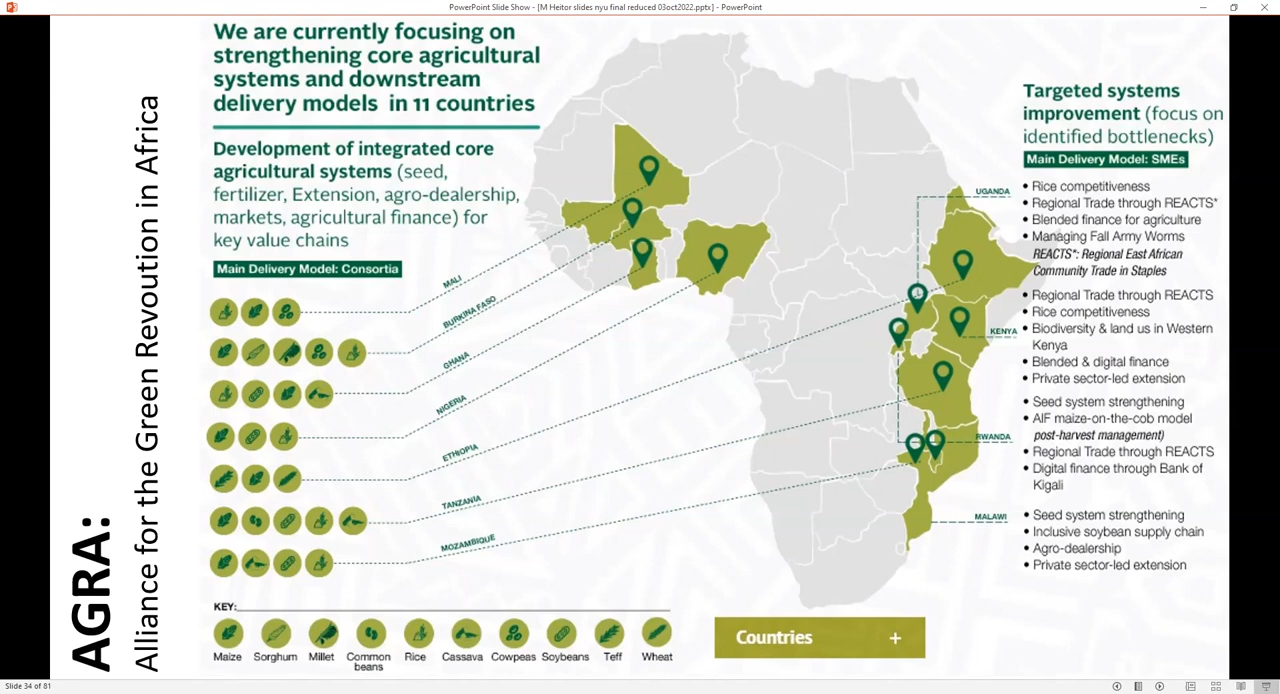 PowerPoint Slide Show - [M Heitor slides nyu final reduced 03oct2022.pptx] - PowerPoint
AGRA:
Alliance for the Green Revoution in Africa
We are currently focusing on
strengthening core agricultural
systems and downstream
delivery models in 11 countries
Development of integrated core
agricultural systems (seed,
fertilizer, Extension, agro-dealership,
markets, agricultural finance) for
key value chains
Main Delivery Model: Consortia
MALI
BURKINA FASO
GHANA
NIGERIA
ETHIOPIA
TANZANIA
MOZAMBIQUE
UGANDA
KENYA
RWANDA
MALAWI
Targeted systems
improvement (focus on
identified bottlenecks)
Main Delivery Model: SMEs
• Rice competitiveness
• Regional Trade through REACTS*
• Blended finance for agriculture
• Managing Fall Army Worms
REACTS*: Regional East African
Community Trade in Staples
• Regional Trade through REACTS
• Rice competitiveness
• Biodiversity & land us in Western
Kenya
• Blended & digital finance
• Private sector-led extension
• Seed system strengthening
• AIF maize-on-the-cob model
post-harvest management)
• Regional Trade through REACTS
• Digital finance through Bank of
Kigali
• Seed system strengthening
• Inclusive soybean supply chain
• Agro-dealership
• Private sector-led extension
KEY:
Maize
Sorghum
Millet
Common
beans
Rice
Cassava
Cowpeas
Soybeans
Teff
Wheat
Countries +
Slide 34 of 81